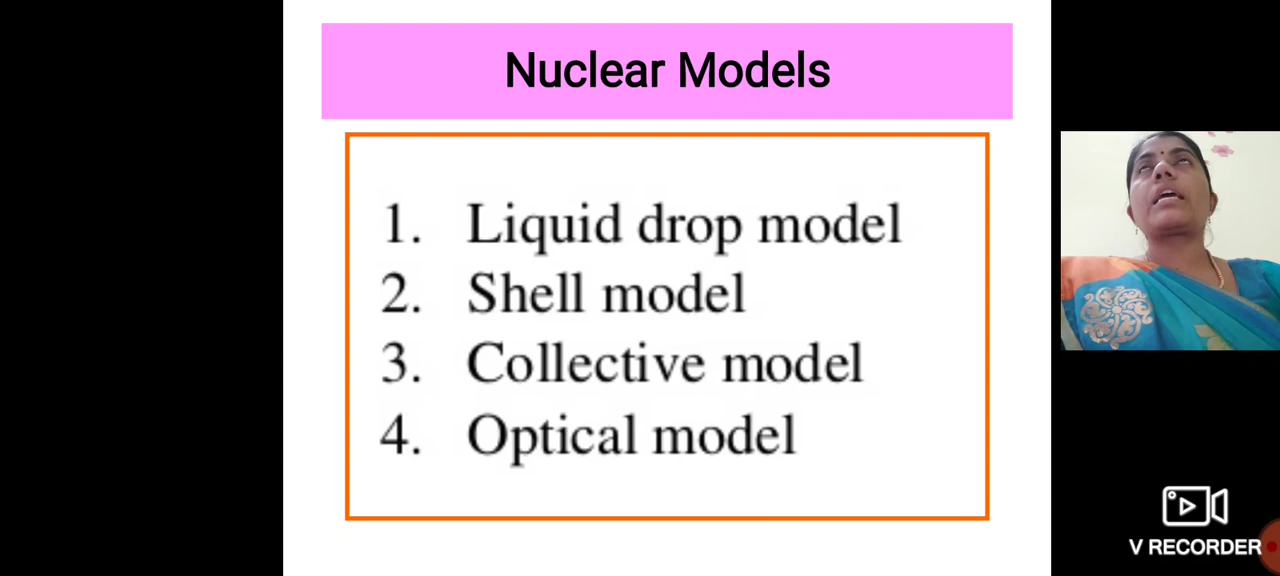 Nuclear Models
1. Liquid drop model
2. Shell model
3. Collective model
4. Optical model
V RECORDER